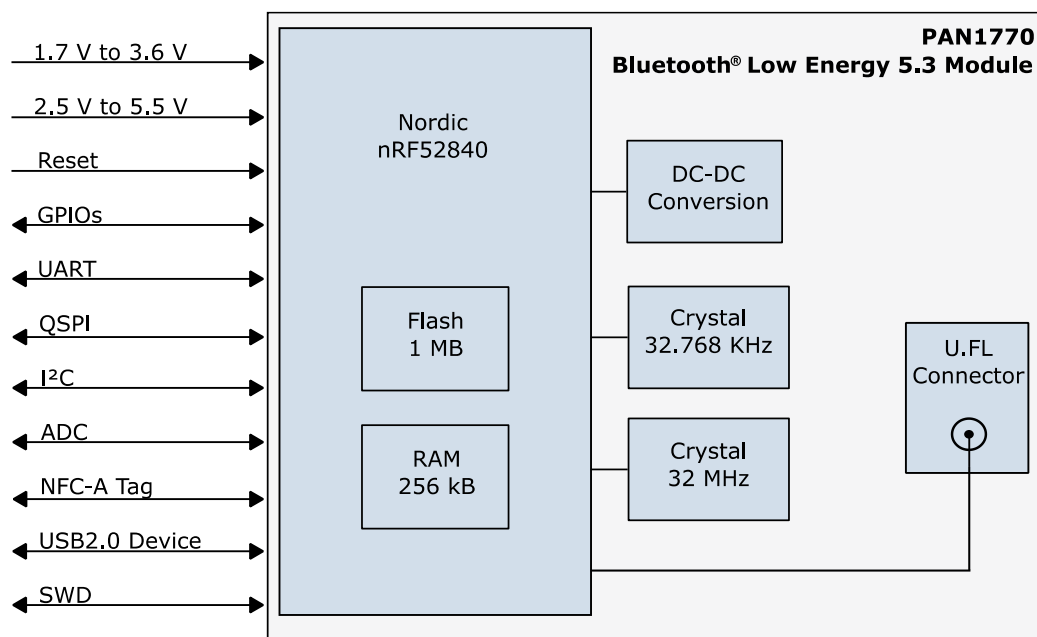 PAN1770
Bluetooth® Low Energy 5.3 Module
1.7 V to 3.6 V
2.5 V to 5.5 V
Reset
GPIOs
UART
QSPI
I²C
ADC
NFC-A Tag
USB2.0 Device
SWD
Nordic
nRF52840
Flash
1 MB
RAM
256 kB
DC-DC
Conversion
Crystal
32.768 KHz
Crystal
32 MHz
U.FL
Connector